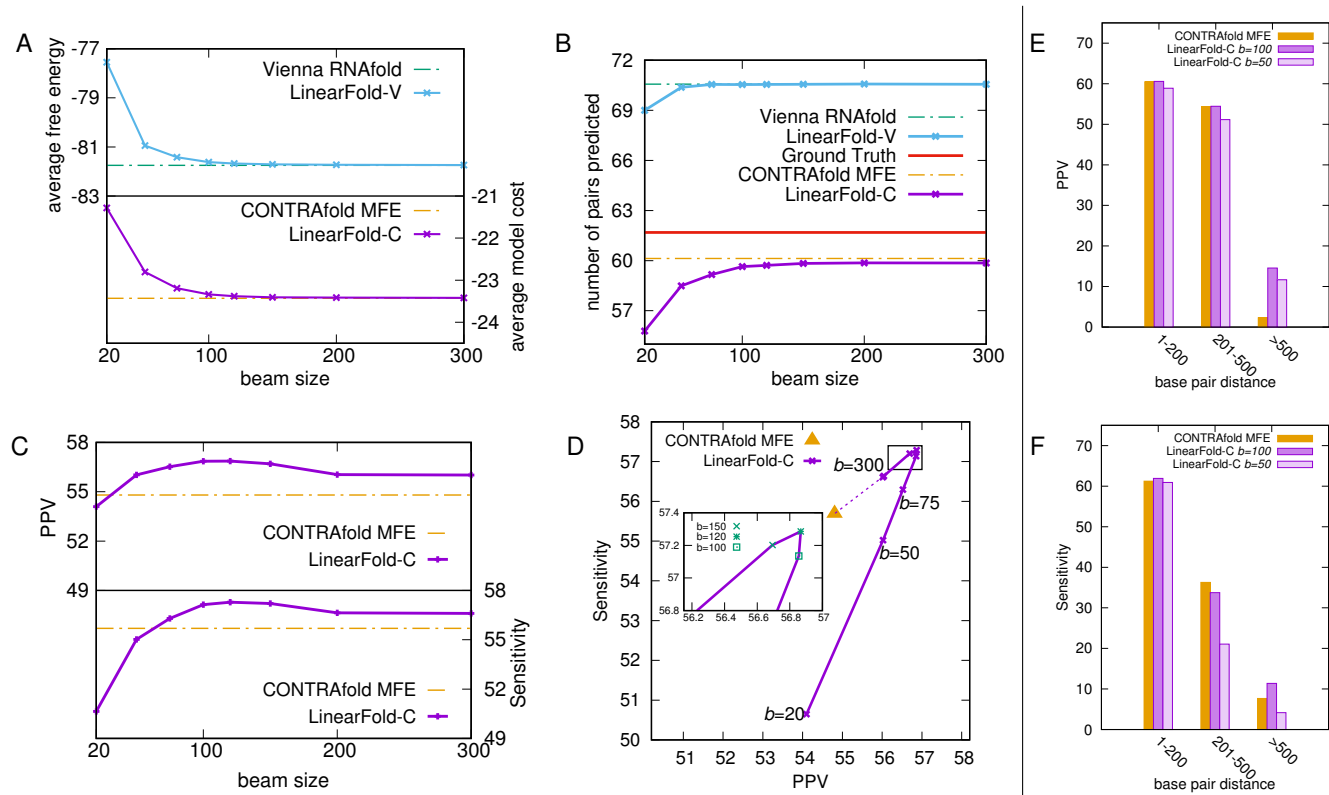 A
-77
-79
-81
-83
average free energy
Vienna RNAfold
LinearFold-V
CONTRAfold MFE
LinearFold-C
-21
-22
-23
-24
average model cost
20 100 200 300
beam size
B
72
69
66
63
60
57
number of pairs predicted
Vienna RNAfold
LinearFold-V
Ground Truth
CONTRAfold MFE
LinearFold-C
20 100 200 300
beam size
C
58
55
52
49
PPV
CONTRAfold MFE
LinearFold-C
58
55
52
49
Sensitivity
CONTRAfold MFE
LinearFold-C
20 100 200 300
beam size
D
58
57
56
55
54
53
52
51
50
Sensitivity
CONTRAfold MFE
LinearFold-C
b=300
b=75
b=50
b=20
57.4
57.2
57
56.8
b=150
b=120
b=100
56.2 56.4 56.6 56.8 57
51 52 53 54 55 56 57 58
PPV
E
70
60
50
40
30
20
10
0
PPV
CONTRAfold MFE
LinearFold-C b=100
LinearFold-C b=50
1-200
201-500
>500
base pair distance
F
70
60
50
40
30
20
10
0
Sensitivity
CONTRAfold MFE
LinearFold-C b=100
LinearFold-C b=50
1-200
201-500
>500
base pair distance